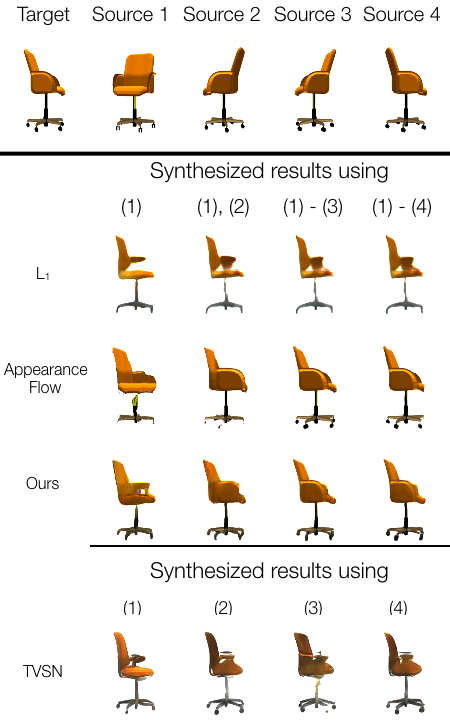 Target Source 1 Source 2 Source 3 Source 4
Synthesized results using
(1) (1), (2) (1) - (3) (1) - (4)
L₁
Appearance
Flow
Ours
Synthesized results using
(1) (2) (3) (4)
TVSN